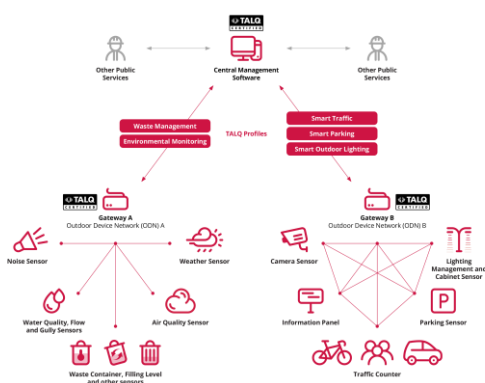 TALQ
CERTIFIED
Other Public
Services
Central Management
Software
Other Public
Services
Waste Management
Environmental Monitoring
TALQ Profiles
Smart Traffic
Smart Parking
Smart Outdoor Lighting
TALQ
CERTIFIED
Gateway A
Outdoor Device Network (ODN) A
TALQ
CERTIFIED
Gateway B
Outdoor Device Network (ODN) B
Noise Sensor
Weather Sensor
Camera Sensor
Lighting
Management and
Cabinet Sensor
Water Quality, Flow
and Gully Sensors
Air Quality Sensor
Information Panel
P
Parking Sensor
Waste Container, Filling Level
and other sensors
Traffic Counter